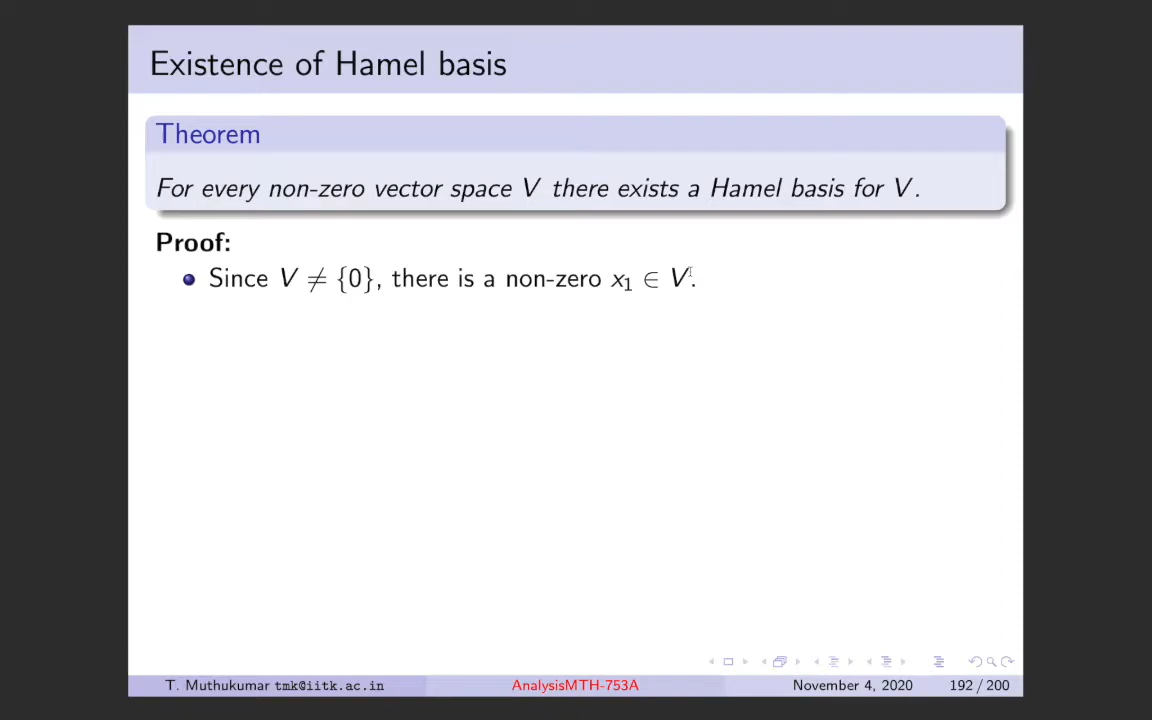 Existence of Hamel basis
Theorem
For every non-zero vector space V there exists a Hamel basis for V.
Proof:
Since V ≠ {0}, there is a non-zero x₁ ∈ V.
T. Muthukumar tmk@iitk.ac.in AnalysisMTH-753A November 4, 2020 192 / 200